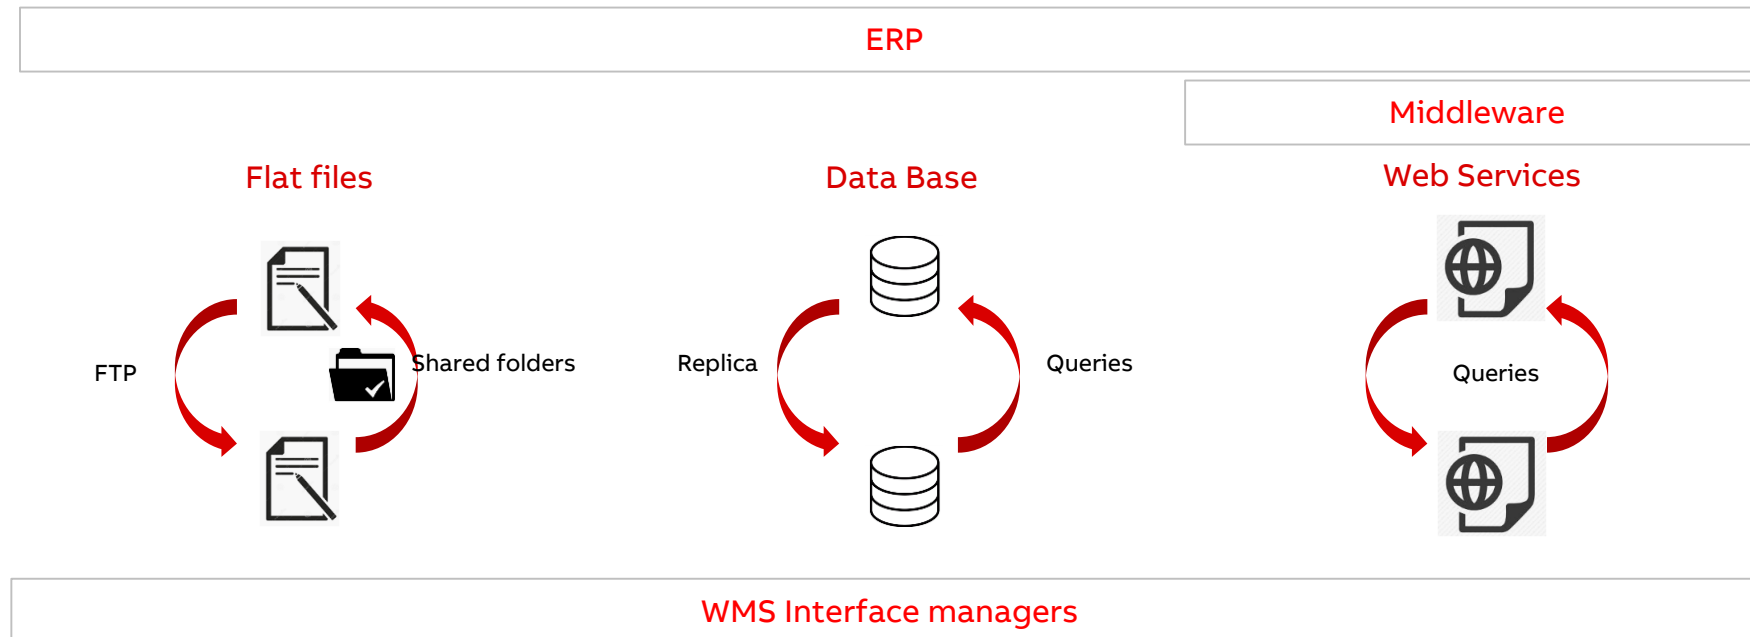 ERP
Middleware
Flat files
Data Base
Web Services
FTP
Shared folders
Replica
Queries
Queries
WMS Interface managers